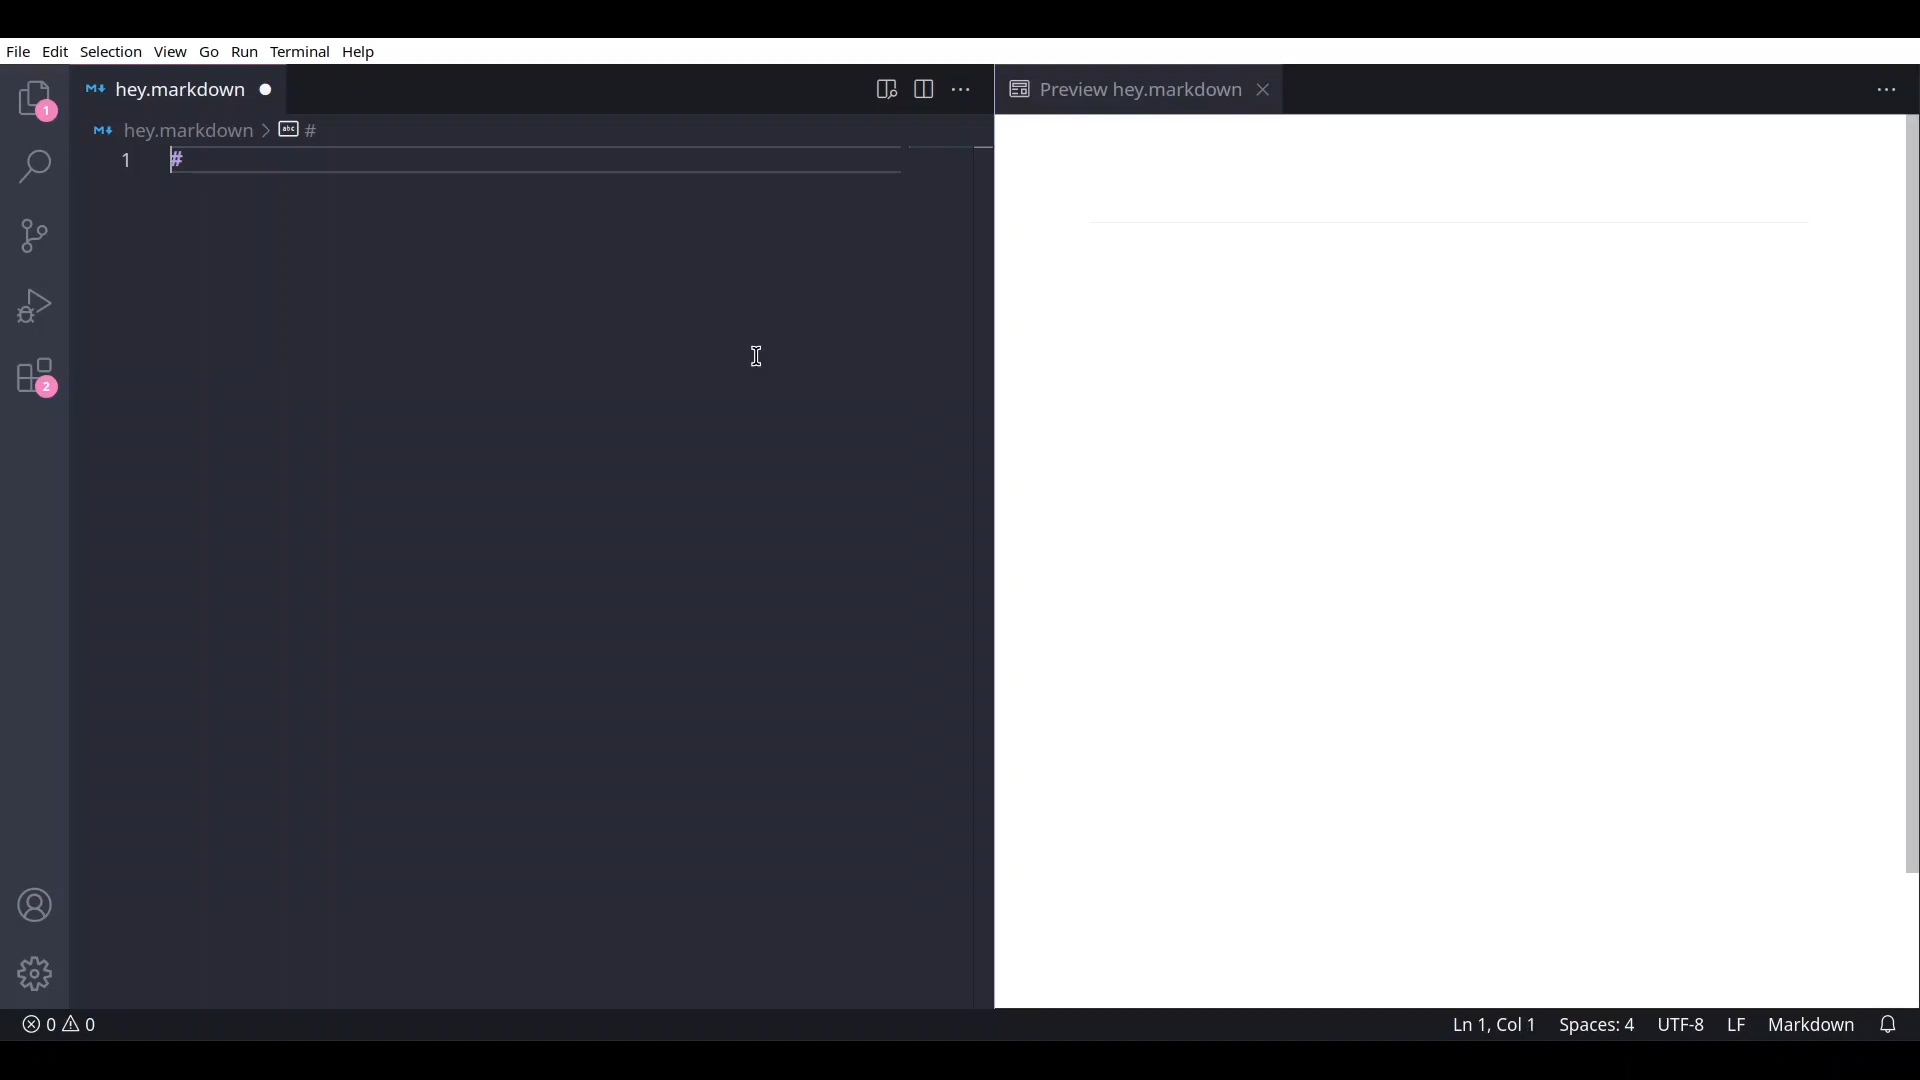 File Edit Selection View Go Run Terminal Help
hey.markdown
Preview hey.markdown
hey.markdown > abc #
1 #
1
2
0 0
Ln 1, Col 1 Spaces: 4 UTF-8 LF Markdown